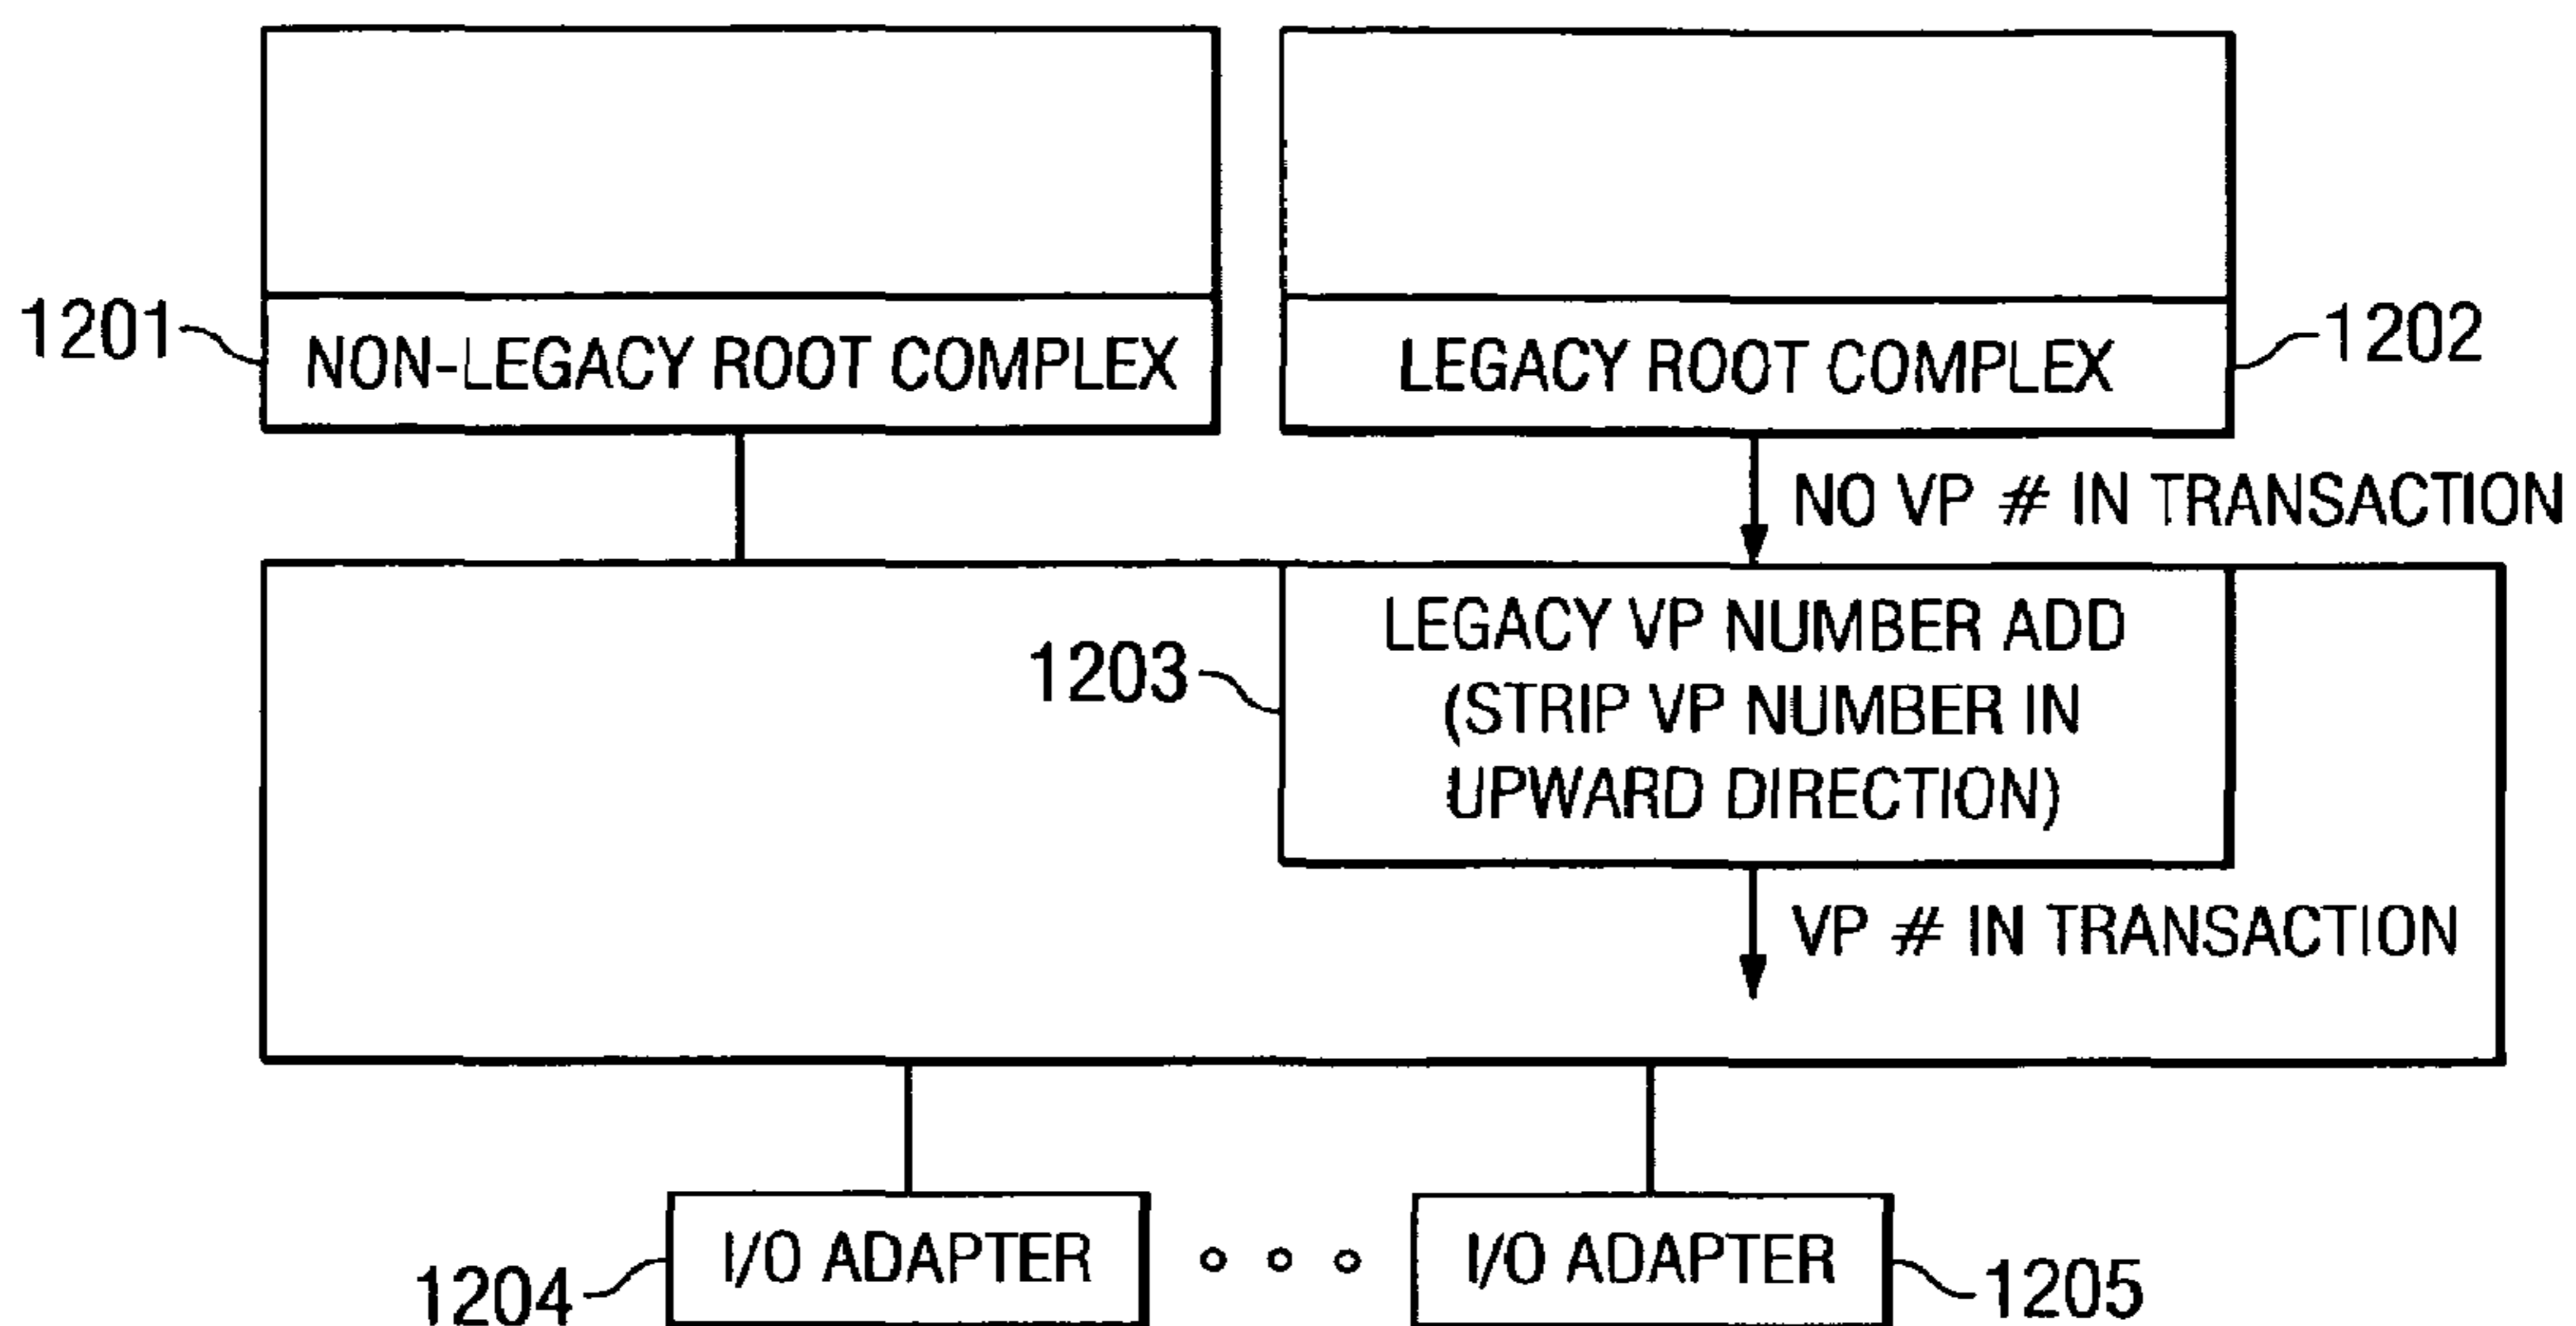 1201
NON-LEGACY ROOT COMPLEX
LEGACY ROOT COMPLEX
1202
NO VP # IN TRANSACTION
1203
LEGACY VP NUMBER ADD
(STRIP VP NUMBER IN
UPWARD DIRECTION)
VP # IN TRANSACTION
1204
I/O ADAPTER
I/O ADAPTER
1205